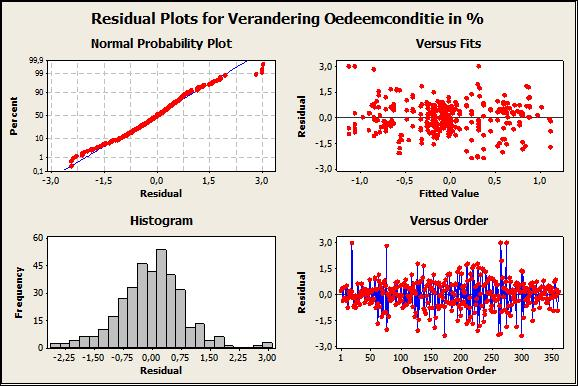 Residual Plots for Verandering Oedeemconditie in %
Normal Probability Plot
99,9
99
90
50
10
1
0,1
Percent
-3,0 -1,5 0,0 1,5 3,0
Residual
Versus Fits
3,0
1,5
0,0
-1,5
-3,0
Residual
-1,0 -0,5 0,0 0,5 1,0
Fitted Value
Histogram
60
45
30
15
0
Frequency
-2,25 -1,50 -0,75 0,00 0,75 1,50 2,25 3,00
Residual
Versus Order
3,0
1,5
0,0
-1,5
-3,0
Residual
1 50 100 150 200 250 300 350
Observation Order